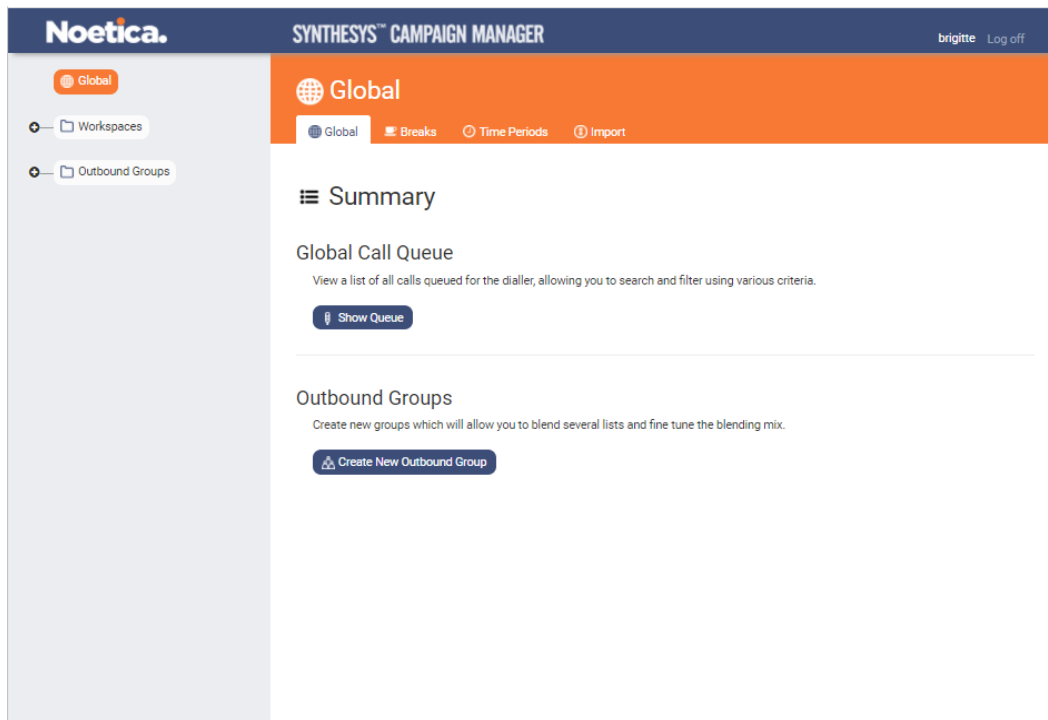 Noetica.
SYNTHESYS™ CAMPAIGN MANAGER
brigitte Log off
Global
Workspaces
Outbound Groups
Global
Global Breaks Time Periods Import
Summary
Global Call Queue
View a list of all calls queued for the dialler, allowing you to search and filter using various criteria.
Show Queue
Outbound Groups
Create new groups which will allow you to blend several lists and fine tune the blending mix.
Create New Outbound Group